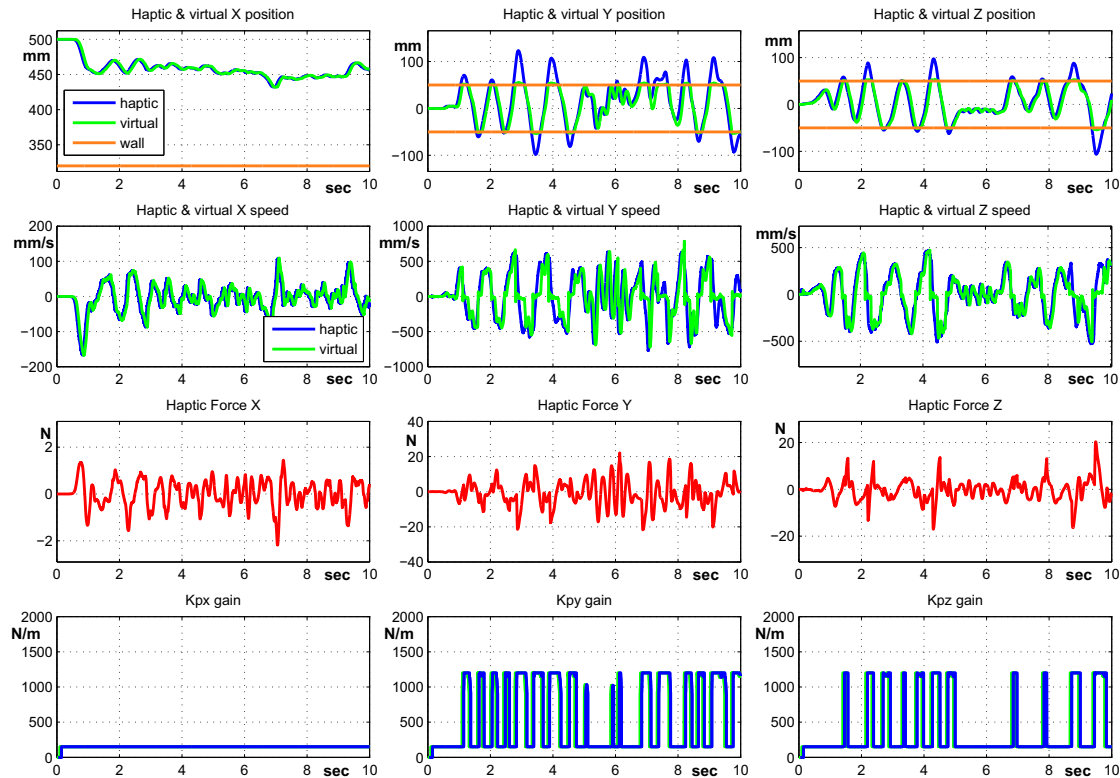 Haptic & virtual X position
500
mm
450
400
350
haptic
virtual
wall
0 2 4 6 8 10
sec
Haptic & virtual Y position
mm
100
50
0
−50
−100
0 2 4 6 8 10
sec
Haptic & virtual Z position
mm
100
50
0
−50
−100
0 2 4 6 8 10
sec
Haptic & virtual X speed
200
mm/s
100
0
−100
−200
haptic
virtual
0 2 4 6 8 10
sec
Haptic & virtual Y speed
1000
mm/s
500
0
−500
−1000
0 2 4 6 8 10
sec
Haptic & virtual Z speed
mm/s
500
0
−500
0 2 4 6 8 10
sec
Haptic Force X
N
2
0
−2
0 2 4 6 8 10
sec
Haptic Force Y
40
N
20
0
−20
−40
0 2 4 6 8 10
sec
Haptic Force Z
N
20
0
−20
0 2 4 6 8 10
sec
Kpx gain
2000
N/m
1500
1000
500
0
0 2 4 6 8 10
sec
Kpy gain
2000
N/m
1500
1000
500
0
0 2 4 6 8 10
sec
Kpz gain
2000
N/m
1500
1000
500
0
0 2 4 6 8 10
sec